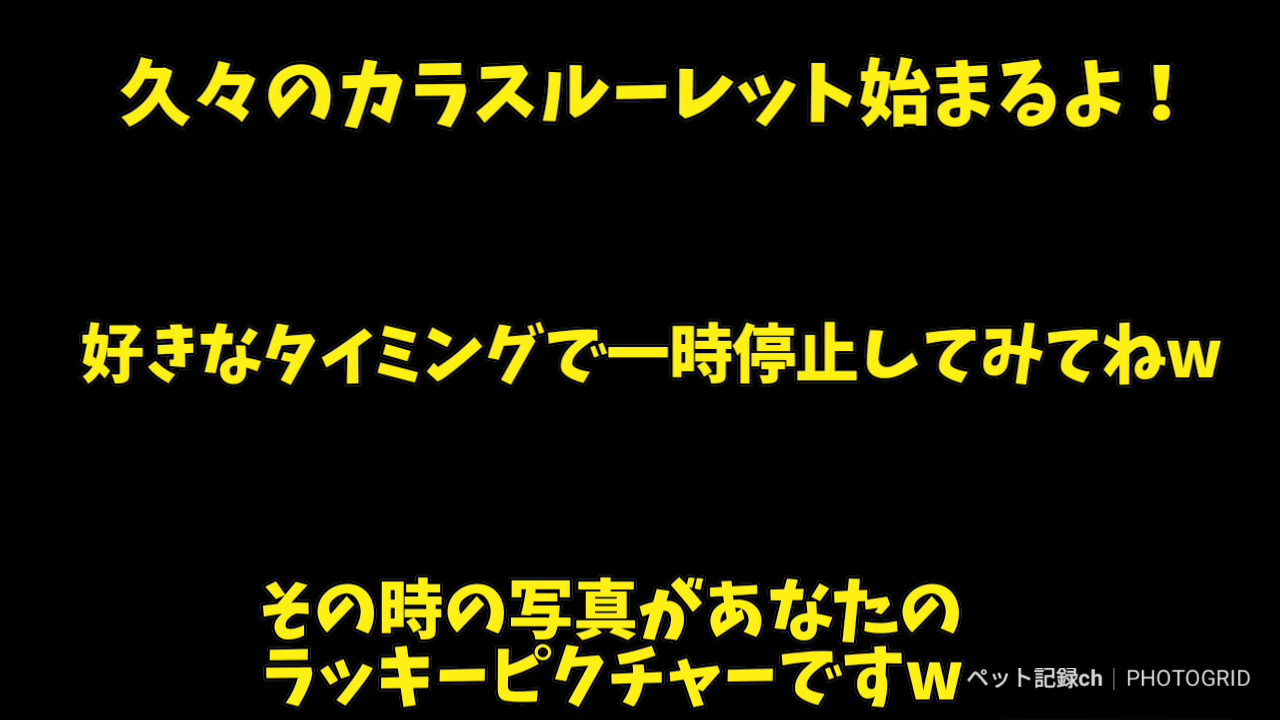 久々のカラスルーレット始まるよ！
好きなタイミングで一時停止してみてねw
その時の写真があなたの
ラッキーピクチャーですw
ペット記録ch｜PHOTOGRID